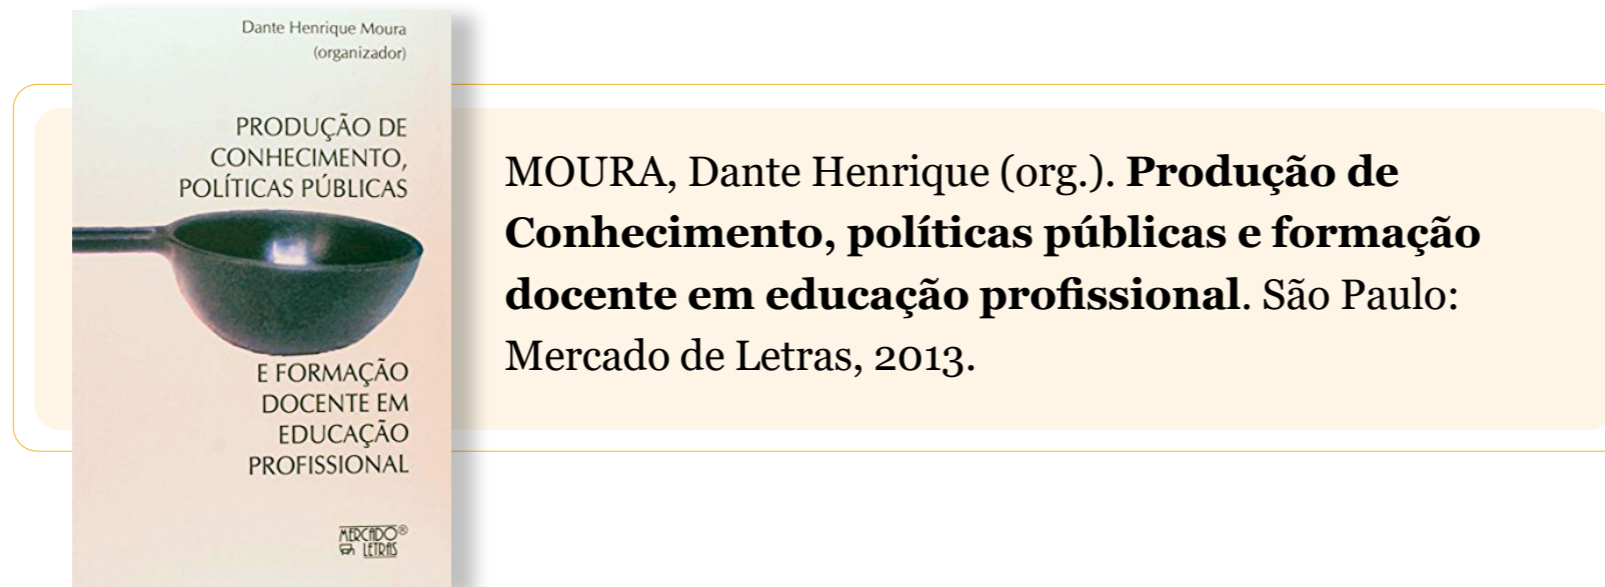 Dante Henrique Moura
(organizador)
PRODUÇÃO DE
CONHECIMENTO,
POLÍTICAS PÚBLICAS
E FORMAÇÃO
DOCENTE EM
EDUCAÇÃO
PROFISSIONAL
MERCADO®
LETRAS
MOURA, Dante Henrique (org.). Produção de
Conhecimento, políticas públicas e formação
docente em educação profissional. São Paulo:
Mercado de Letras, 2013.